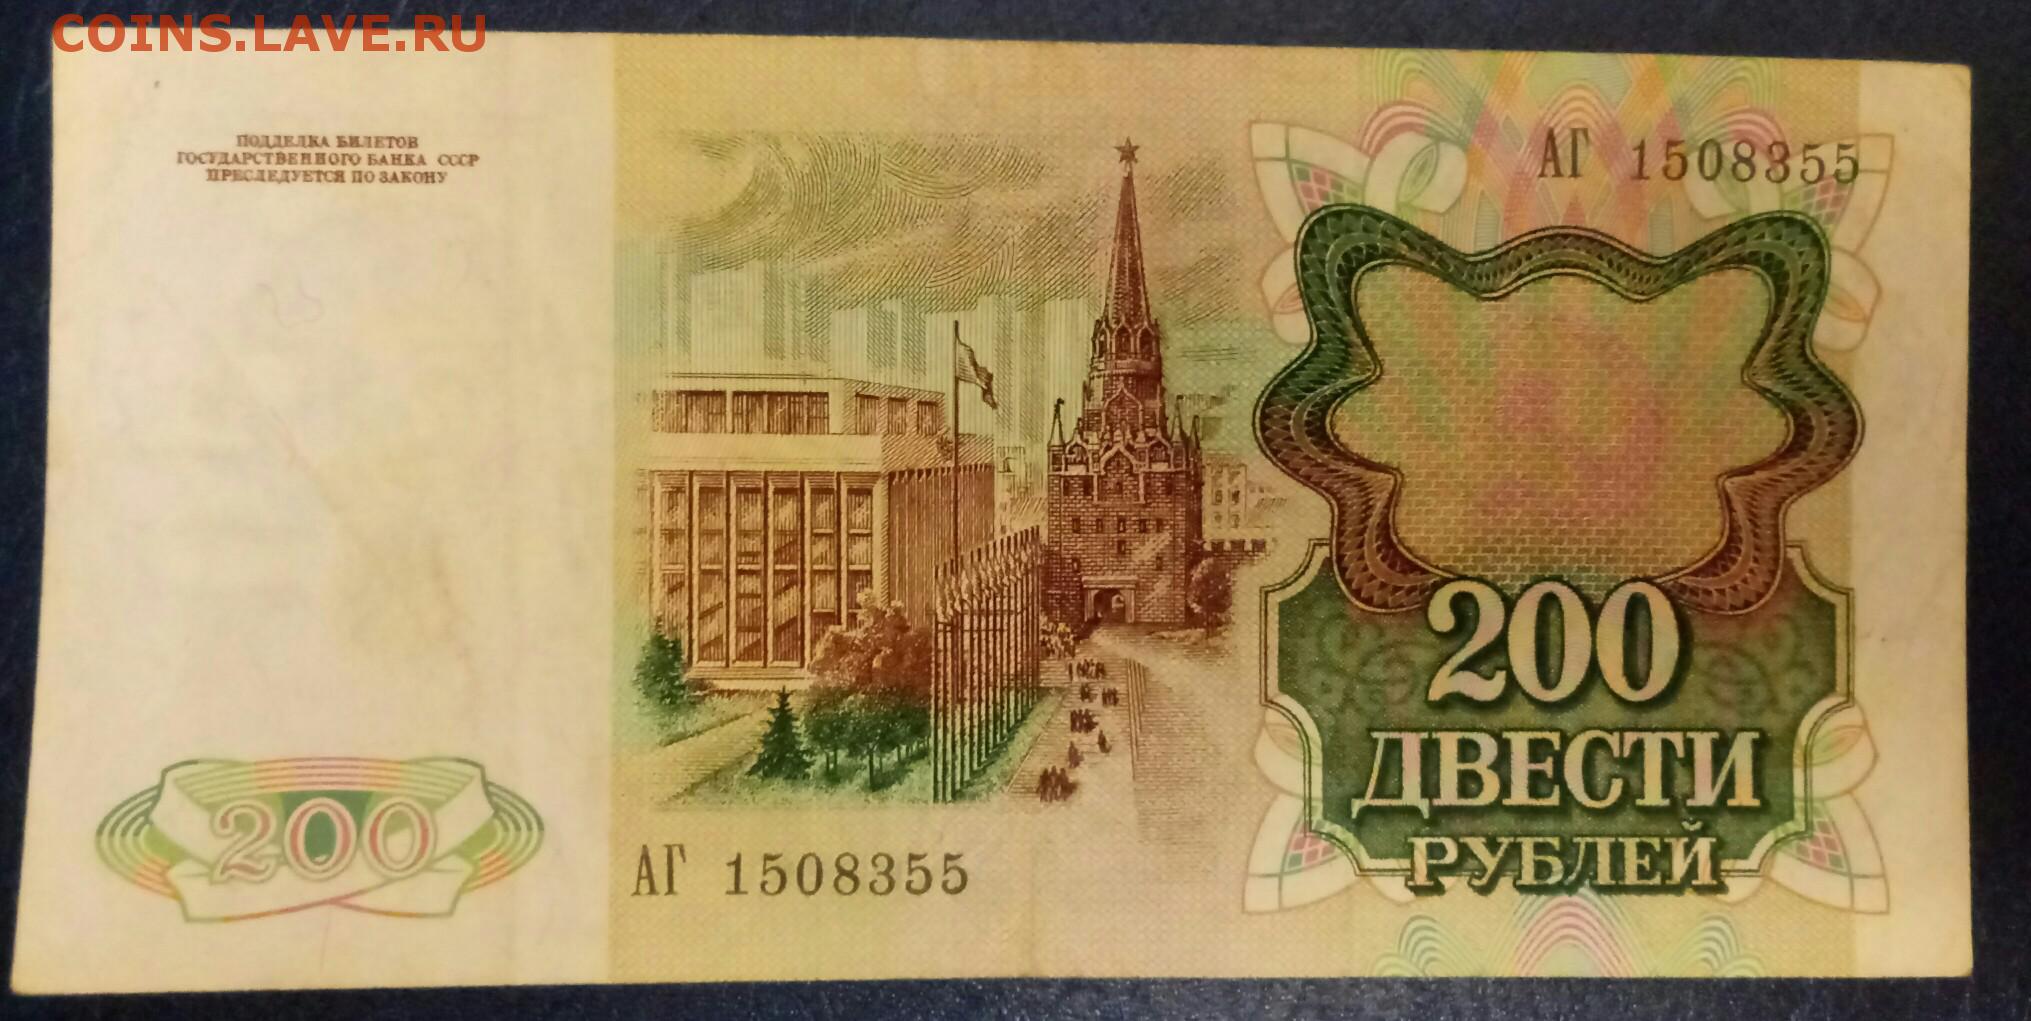 COINS.LAVE.RU
ПОДДЕЛКА БИЛЕТОВ
ГОСУДАРСТВЕННОГО БАНКА СССР
ПРЕСЛЕДУЕТСЯ ПО ЗАКОНУ
АГ 1508355
200
ДВЕСТИ
РУБЛЕЙ
200
АГ 1508355